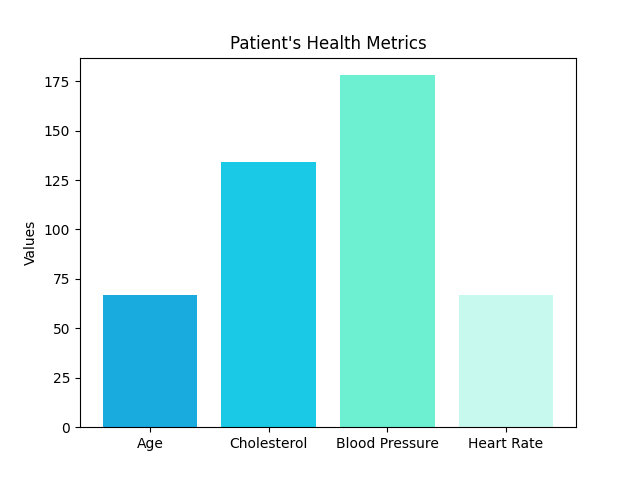 Patient's Health Metrics
175
150
125
100
75
50
25
0
Values
Age Cholesterol Blood Pressure Heart Rate